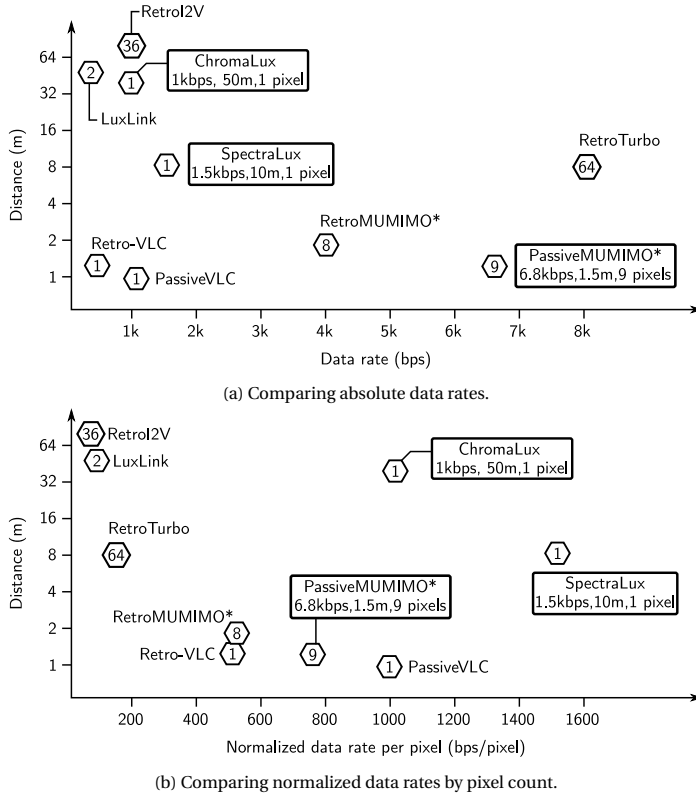 RetroI2V
64
36
2
1
ChromaLux
1kbps, 50m,1 pixel
32
LuxLink
16
Distance (m)
8
1
SpectraLux
1.5kbps,10m,1 pixel
RetroTurbo
64
4
2
Retro-VLC
1
RetroMUMIMO*
8
9
PassiveMUMIMO*
6.8kbps,1.5m,9 pixels
1
1
PassiveVLC
1k 2k 3k 4k 5k 6k 7k 8k
Data rate (bps)
(a) Comparing absolute data rates.
36 RetroI2V
64
2 LuxLink
1
ChromaLux
1kbps, 50m,1 pixel
32
16
Distance (m)
RetroTurbo
8
64
1
SpectraLux
1.5kbps,10m,1 pixel
PassiveMUMIMO*
6.8kbps,1.5m,9 pixels
4
RetroMUMIMO*
2
8
Retro-VLC
1
9
1
1
PassiveVLC
200 400 600 800 1000 1200 1400 1600
Normalized data rate per pixel (bps/pixel)
(b) Comparing normalized data rates by pixel count.